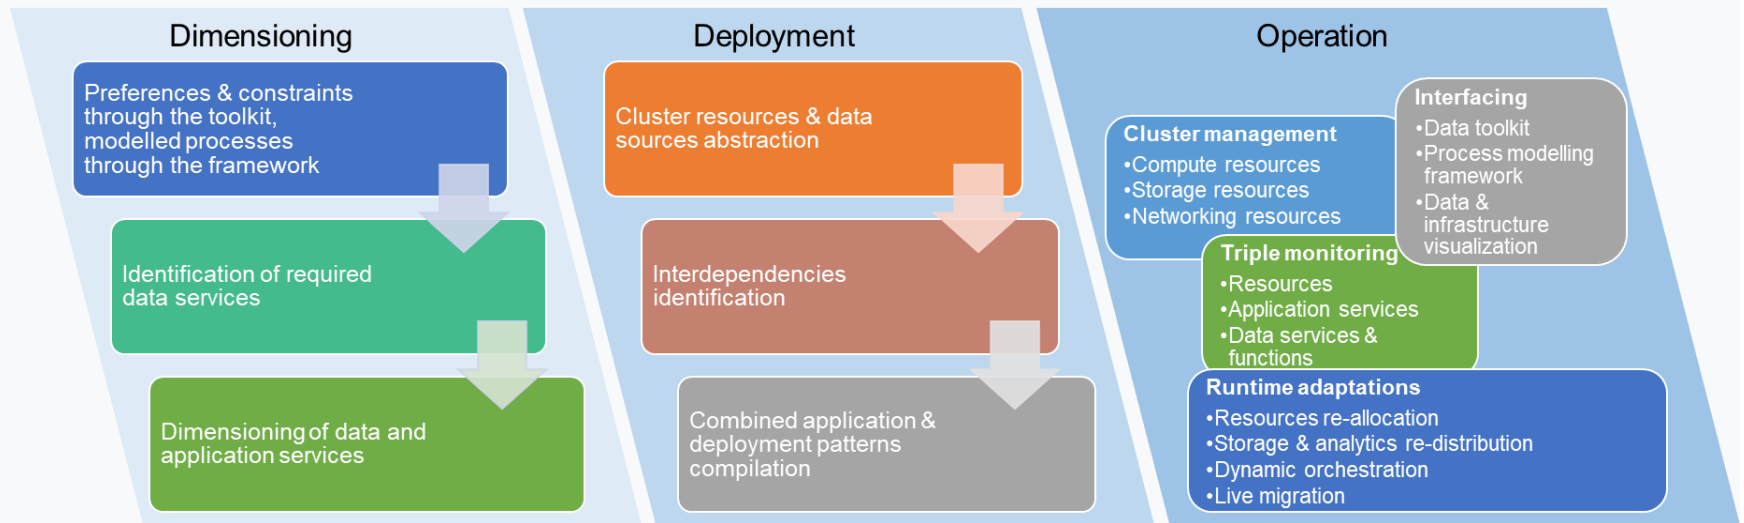 Dimensioning
Preferences & constraints
through the toolkit,
modelled processes
through the framework
Identification of required
data services
Dimensioning of data and
application services
Deployment
Cluster resources & data
sources abstraction
Interdependencies
identification
Combined application &
deployment patterns
compilation
Operation
Cluster management
•Compute resources
•Storage resources
•Networking resources
Interfacing
•Data toolkit
•Process modelling
framework
•Data &
infrastructure
visualization
Triple monitoring
•Resources
•Application services
•Data services &
functions
Runtime adaptations
•Resources re-allocation
•Storage & analytics re-distribution
•Dynamic orchestration
•Live migration